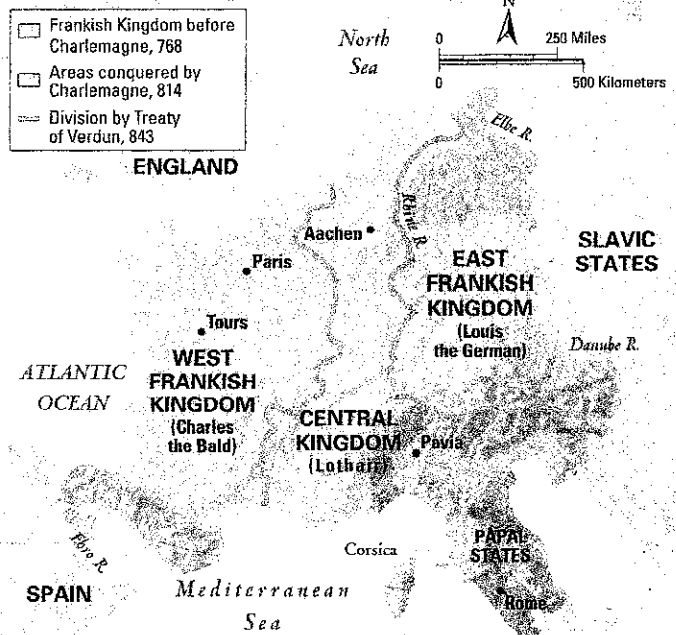 Frankish Kingdom before
Charlemagne, 768
Areas conquered by
Charlemagne, 814
Division by Treaty
of Verdun, 843
North
Sea
N
0 250 Miles
0 500 Kilometers
Elbe R.
ENGLAND
Rhine R.
Aachen
Paris
EAST
FRANKISH
KINGDOM
(Louis
the German)
SLAVIC
STATES
Tours
Danube R.
ATLANTIC
OCEAN
WEST
FRANKISH
KINGDOM
(Charles
the Bald)
CENTRAL
KINGDOM
(Lothair)
Pavia
Ebro R.
Corsica
PAPAL
STATES
SPAIN
Mediterranean
Sea
Rome